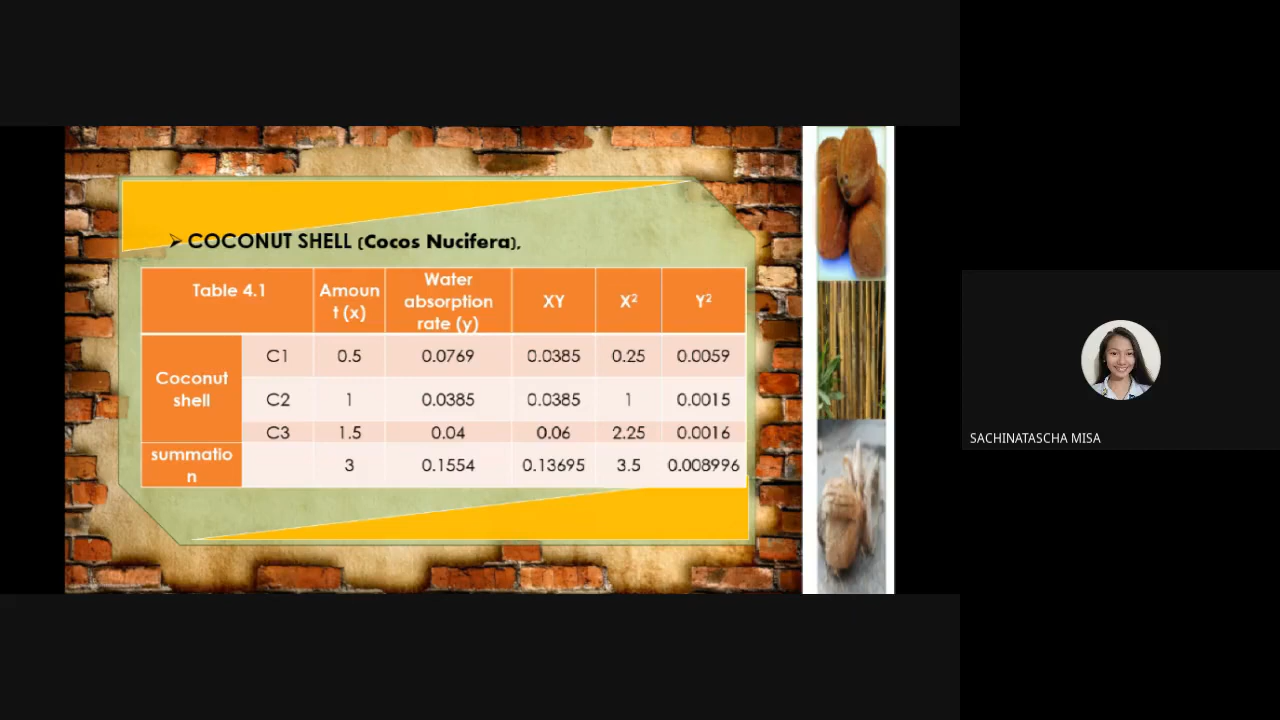 ➤ COCONUT SHELL (Cocos Nucifera),
Table 4.1
Amoun
t (x)
Water
absorption
rate (y)
XY
X²
Y²
Coconut
shell
C1 0.5 0.0769 0.0385 0.25 0.0059
C2 1 0.0385 0.0385 1 0.0015
C3 1.5 0.04 0.06 2.25 0.0016
summatio
n
3 0.1554 0.13695 3.5 0.008996
SACHINATASCHA MISA